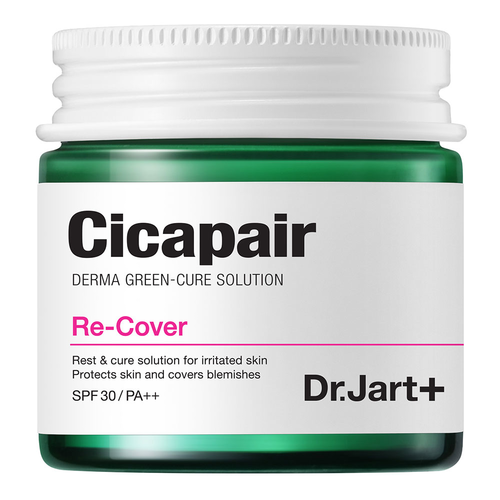 Cicapair
DERMA GREEN-CURE SOLUTION
Re-Cover
Rest & cure solution for irritated skin
Protects skin and covers blemishes
SPF 30 / PA++
Dr.Jart+